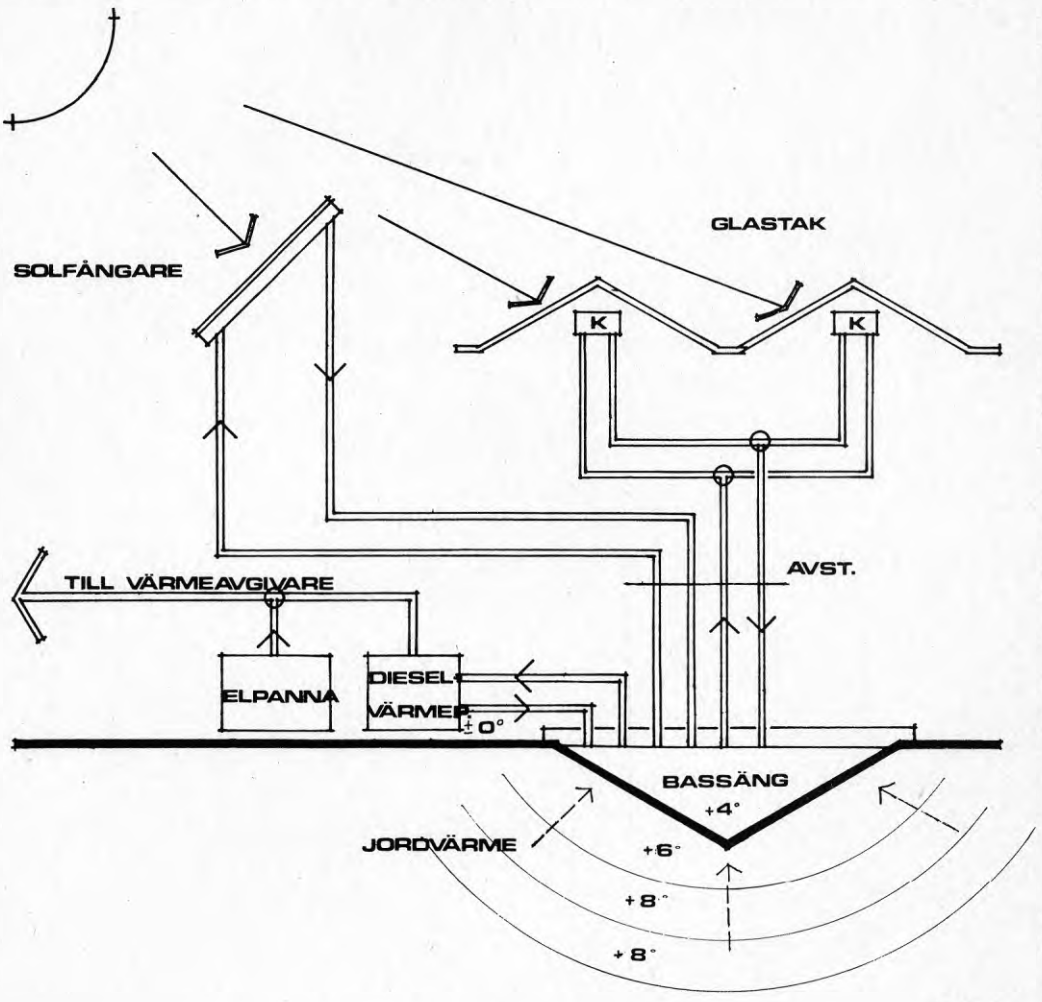 GLASTAK
SOLFÅNGARE
K
K
AVST.
TILL VÄRMEAVGIVARE
ELPANNA
DIESEL-
VÄRMEP.
±0°
BASSÄNG
+4°
JORDVÄRME
+6°
+8°
+8°